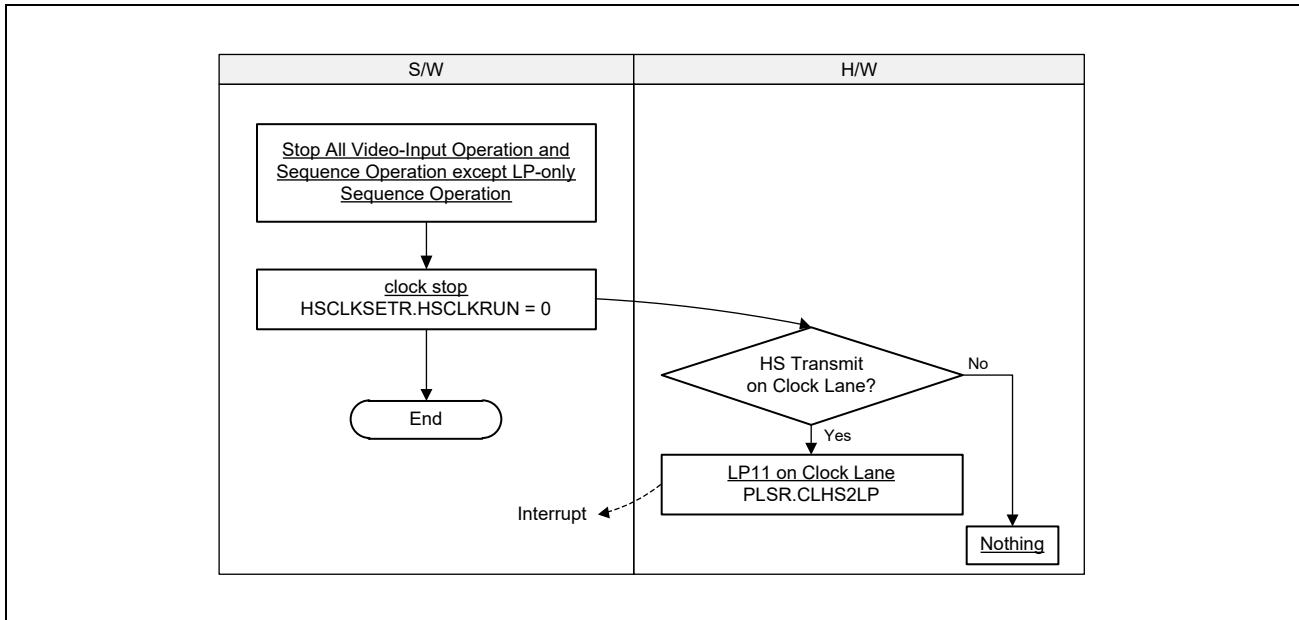 S/W
H/W
Stop All Video-Input Operation and
Sequence Operation except LP-only
Sequence Operation
clock stop
HSCLKSETR.HSCLKRUN = 0
HS Transmit
on Clock Lane?
No
End
Yes
LP11 on Clock Lane
PLSR.CLHS2LP
Interrupt
Nothing